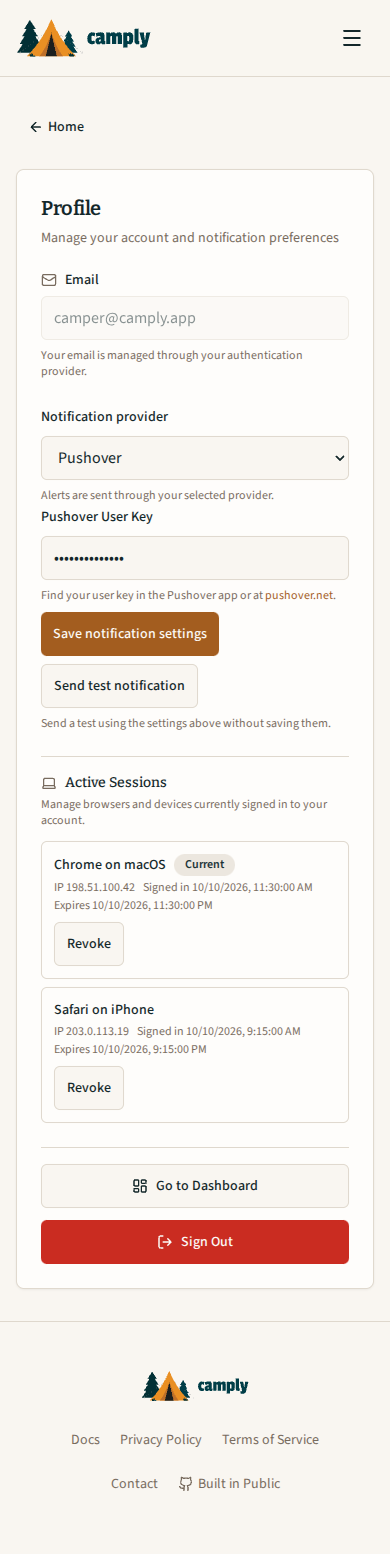 camply
Home
Profile
Manage your account and notification preferences
Email
camper@camply.app
Your email is managed through your authentication
provider.
Notification provider
Pushover
Alerts are sent through your selected provider.
Pushover User Key
••••••••••••••
Find your user key in the Pushover app or at pushover.net.
Save notification settings
Send test notification
Send a test using the settings above without saving them.
Active Sessions
Manage browsers and devices currently signed in to your
account.
Chrome on macOS Current
IP 198.51.100.42 Signed in 10/10/2026, 11:30:00 AM
Expires 10/10/2026, 11:30:00 PM
Revoke
Safari on iPhone
IP 203.0.113.19 Signed in 10/10/2026, 9:15:00 AM
Expires 10/10/2026, 9:15:00 PM
Revoke
Go to Dashboard
Sign Out
camply
Docs Privacy Policy Terms of Service
Contact Built in Public